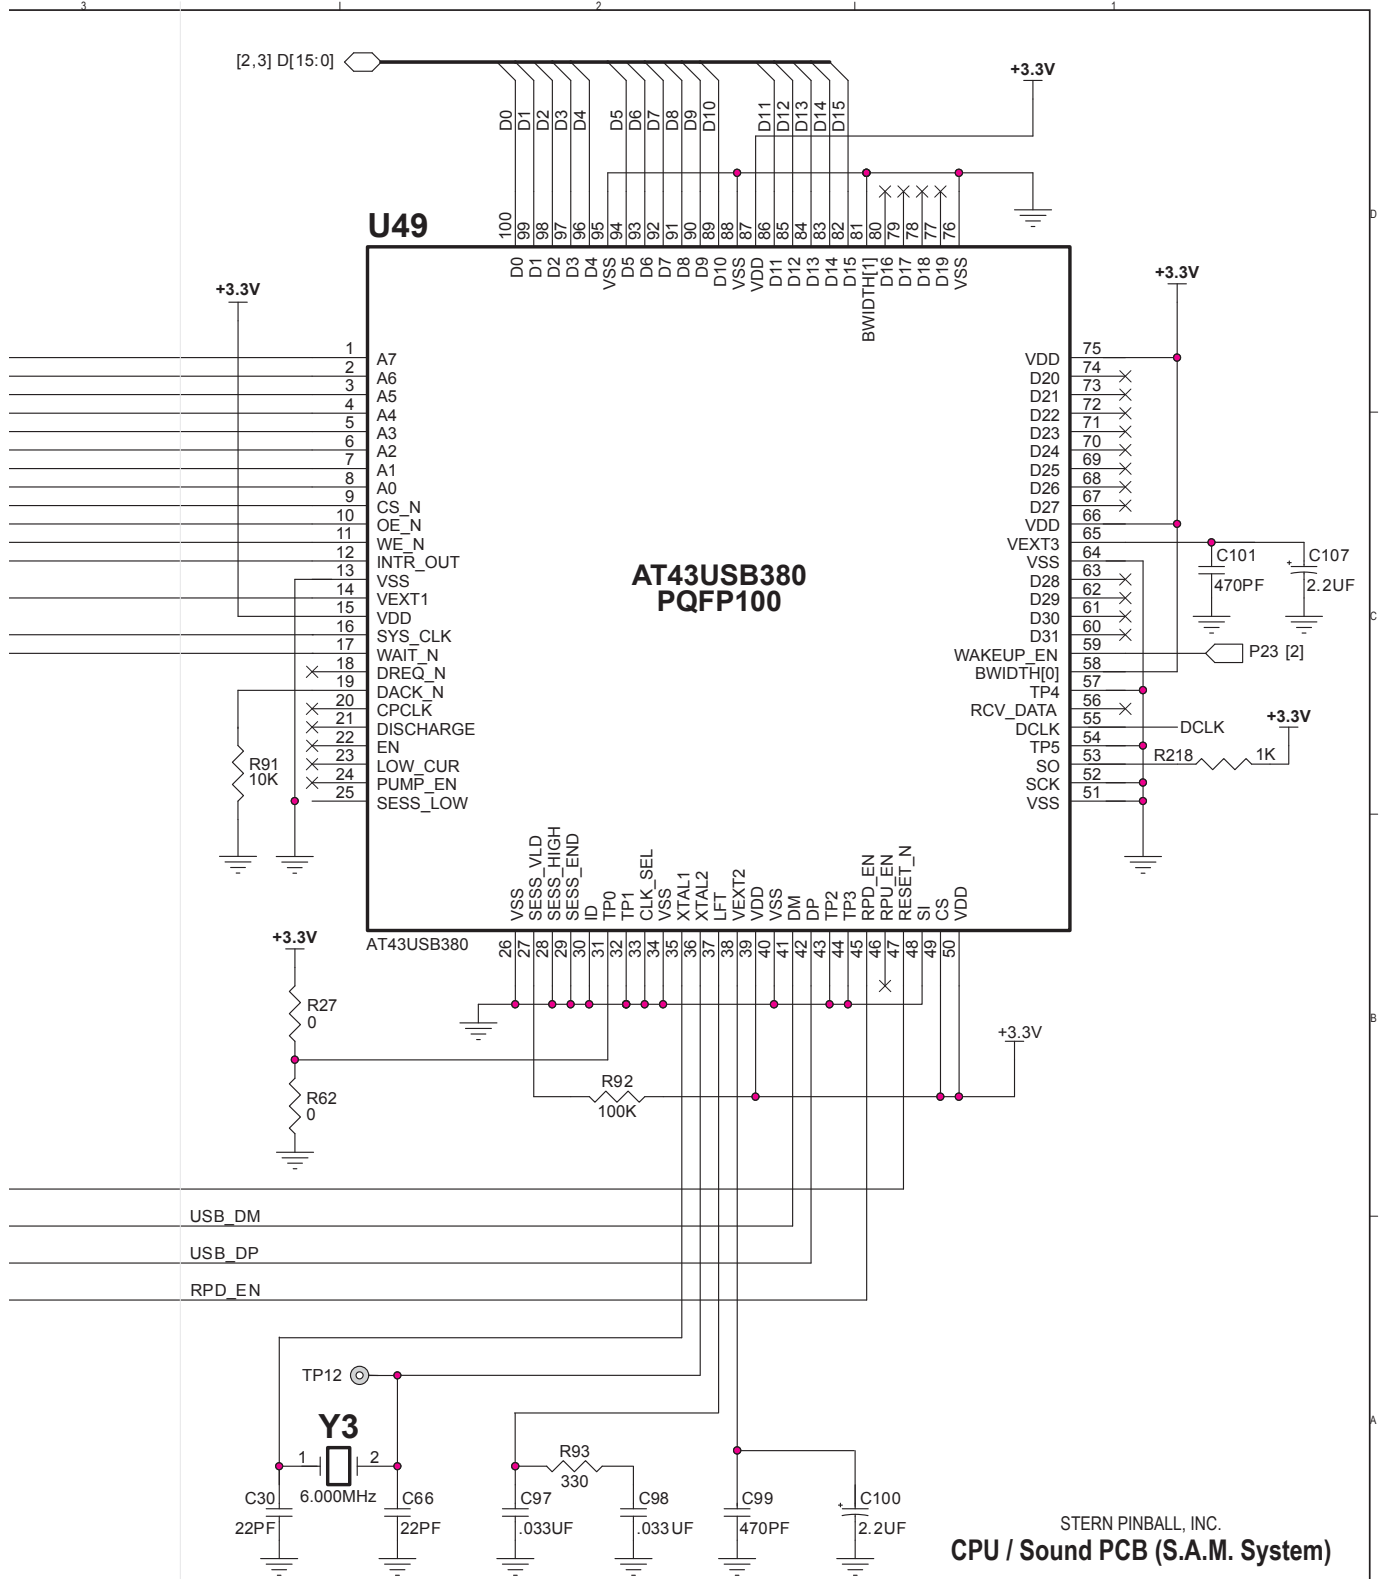 3 2 1
[2,3] D[15:0]
+3.3V
D0 D1 D2 D3 D4 D5 D6 D7 D8 D9 D10 D11 D12 D13 D14 D15
D
U49
100 99 98 97 96 95 94 93 92 91 90 89 88 87 86 85 84 83 82 81 80 79 78 77 76
D0 D1 D2 D3 D4 VSS D5 D6 D7 D8 D9 D10 VSS VDD D11 D12 D13 D14 D15 BWIDTH[1] D16 D17 D18 D19 VSS
+3.3V
+3.3V
1 A7
2 A6
3 A5
4 A4
5 A3
6 A2
7 A1
8 A0
9 CS_N
10 OE_N
11 WE_N
12 INTR_OUT
13 VSS
14 VEXT1
15 VDD
16 SYS_CLK
17 WAIT_N
18 DREQ_N
19 DACK_N
20 CPCLK
21 DISCHARGE
22 EN
23 LOW_CUR
24 PUMP_EN
25 SESS_LOW
R91
10K
AT43USB380
PQFP100
VDD 75
D20 74
D21 73
D22 72
D23 71
D24 70
D25 69
D26 68
D27 67
VDD 66
VEXT3 65
VSS 64
D28 63
D29 62
D30 61
D31 60
WAKEUP_EN 59
BWIDTH[0] 58
TP4 57
RCV_DATA 56
DCLK 55
TP5 54
SO 53
SCK 52
VSS 51
C101
470PF
C107
+
2.2UF
C
P23 [2]
DCLK
+3.3V
R218 1K
VSS SESS_VLD SESS_HIGH SESS_END ID TP0 TP1 CLK_SEL VSS XTAL1 XTAL2 LFT VEXT2 VDD VSS DM DP TP2 TP3 RPD_EN RPU_EN RESET_N SI CS VDD
26 27 28 29 30 31 32 33 34 35 36 37 38 39 40 41 42 43 44 45 46 47 48 49 50
AT43USB380
+3.3V
R27
0
R62
0
B
+3.3V
R92
100K
USB_DM
USB_DP
RPD_EN
TP12
A
Y3
1 2
6.000MHz
C30
22PF
C66
22PF
R93
330
C97
.033UF
C98
.033UF
C99
470PF
+
C100
2.2UF
STERN PINBALL, INC.
CPU / Sound PCB (S.A.M. System)